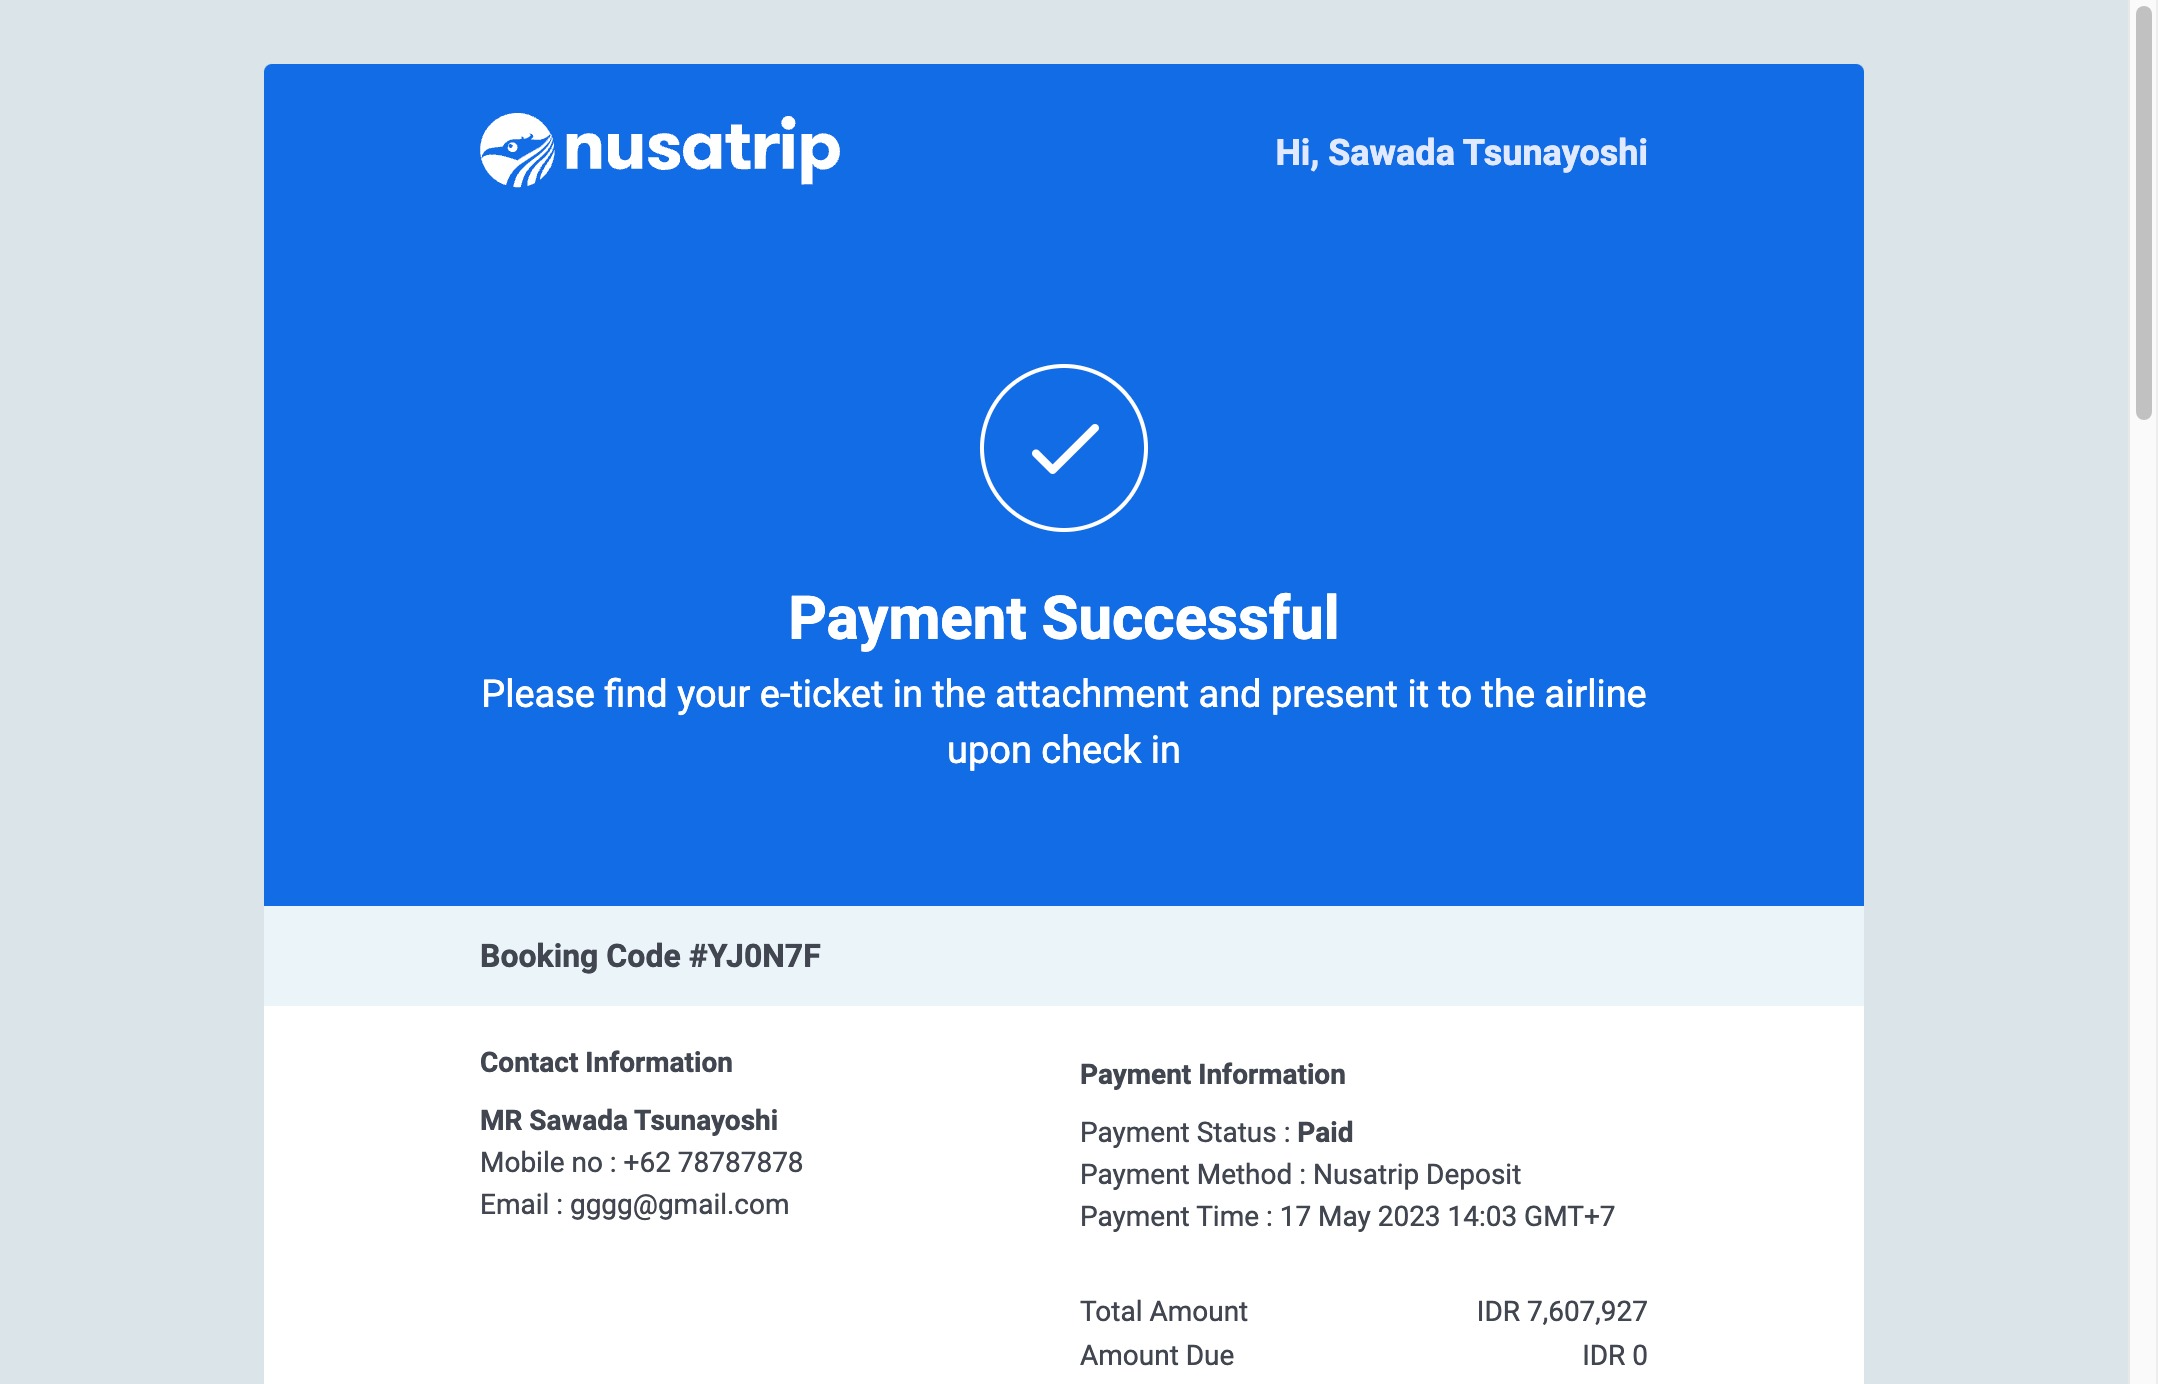 nusatrip
Hi, Sawada Tsunayoshi
Payment Successful
Please find your e-ticket in the attachment and present it to the airline
upon check in
Booking Code #YJ0N7F
Contact Information
MR Sawada Tsunayoshi
Mobile no : +62 78787878
Email : gggg@gmail.com
Payment Information
Payment Status : Paid
Payment Method : Nusatrip Deposit
Payment Time : 17 May 2023 14:03 GMT+7
Total Amount IDR 7,607,927
Amount Due IDR 0